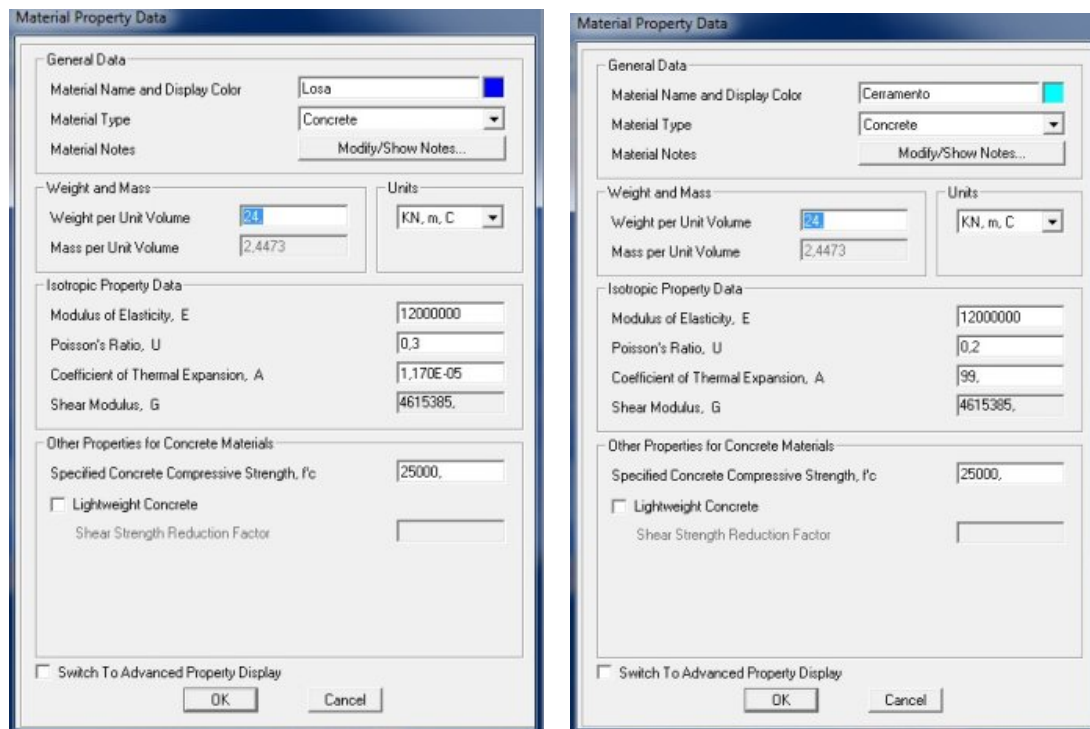 Material Property Data
General Data
Material Name and Display Color Losa
Material Type Concrete
Material Notes Modify/Show Notes...
Weight and Mass
Weight per Unit Volume 24,
Mass per Unit Volume 2,4473
Units
KN, m, C
Isotropic Property Data
Modulus of Elasticity, E 12000000
Poisson's Ratio, U 0,3
Coefficient of Thermal Expansion, A 1,170E-05
Shear Modulus, G 4615385,
Other Properties for Concrete Materials
Specified Concrete Compressive Strength, f'c 25000,
Lightweight Concrete
Shear Strength Reduction Factor
Switch To Advanced Property Display
OK Cancel
Material Property Data
General Data
Material Name and Display Color Cerramento
Material Type Concrete
Material Notes Modify/Show Notes...
Weight and Mass
Weight per Unit Volume 24,
Mass per Unit Volume 2,4473
Units
KN, m, C
Isotropic Property Data
Modulus of Elasticity, E 12000000
Poisson's Ratio, U 0,2
Coefficient of Thermal Expansion, A 99,
Shear Modulus, G 4615385,
Other Properties for Concrete Materials
Specified Concrete Compressive Strength, f'c 25000,
Lightweight Concrete
Shear Strength Reduction Factor
Switch To Advanced Property Display
OK Cancel